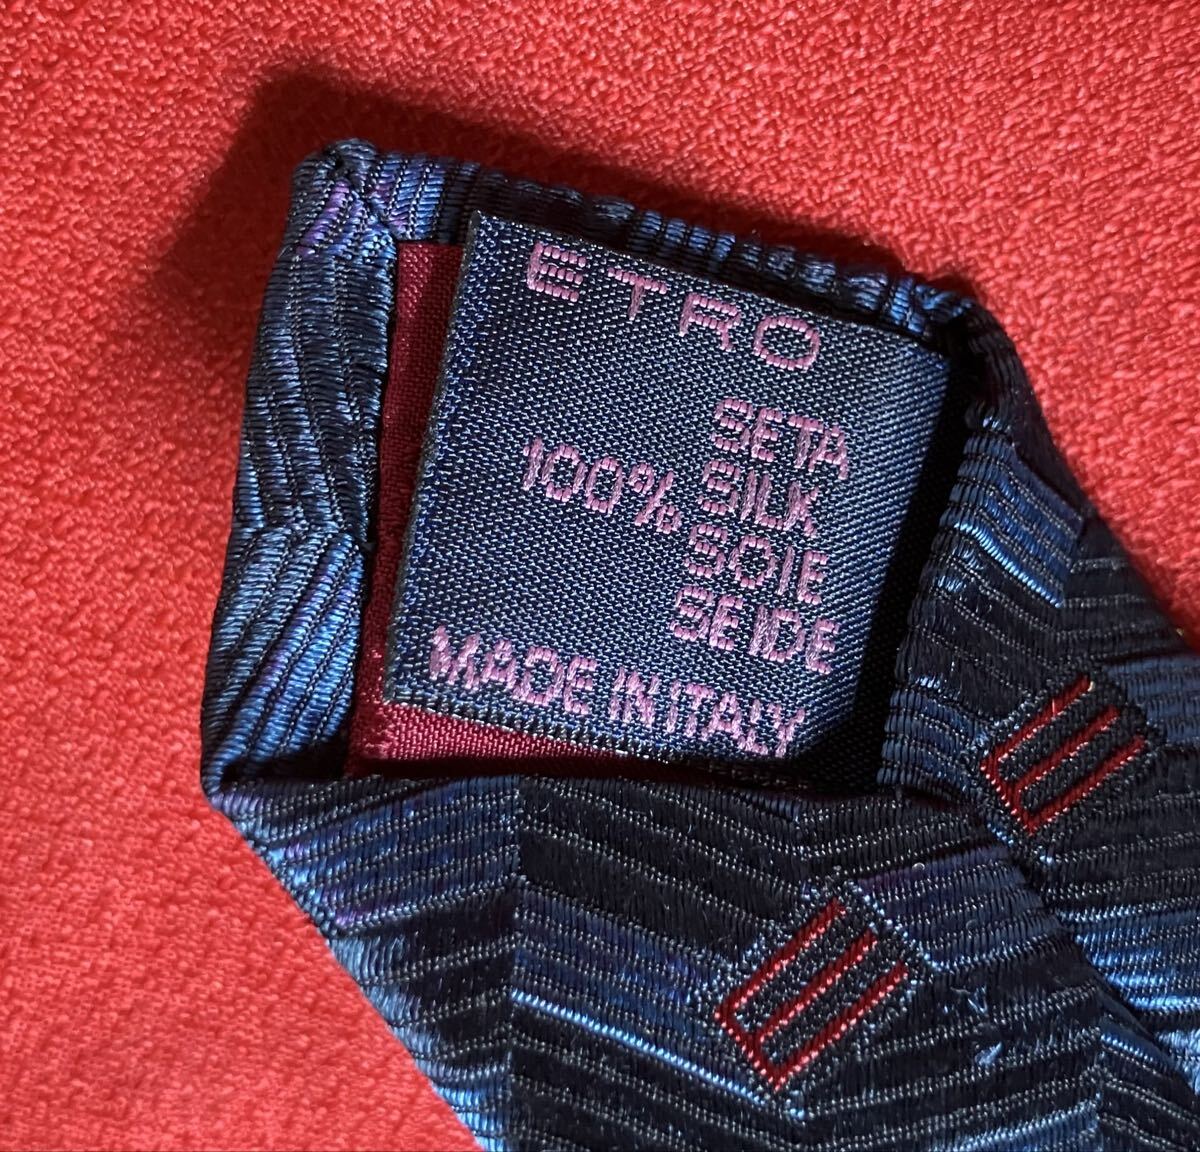 ETRO
SETA
SILK
100% SOIE
SEIDE
MADE IN ITALY